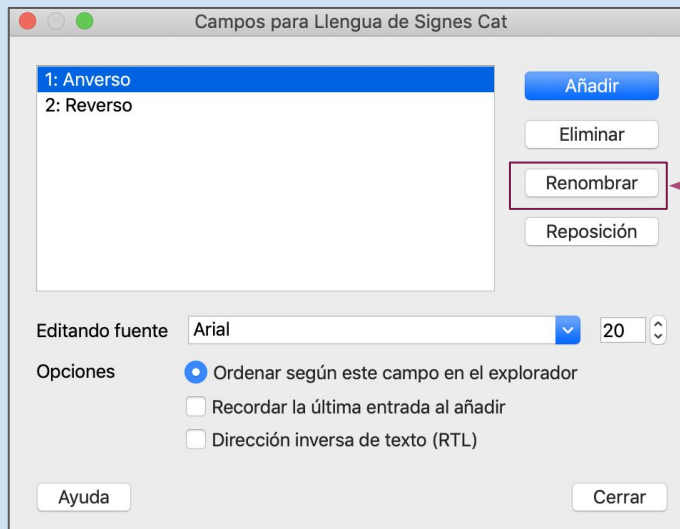 Campos para Llengua de Signes Cat
1: Anverso
2: Reverso
Añadir
Eliminar
Renombrar
Reposición
Editando fuente Arial 20
Opciones Ordenar según este campo en el explorador
Recordar la última entrada al añadir
Dirección inversa de texto (RTL)
Ayuda Cerrar